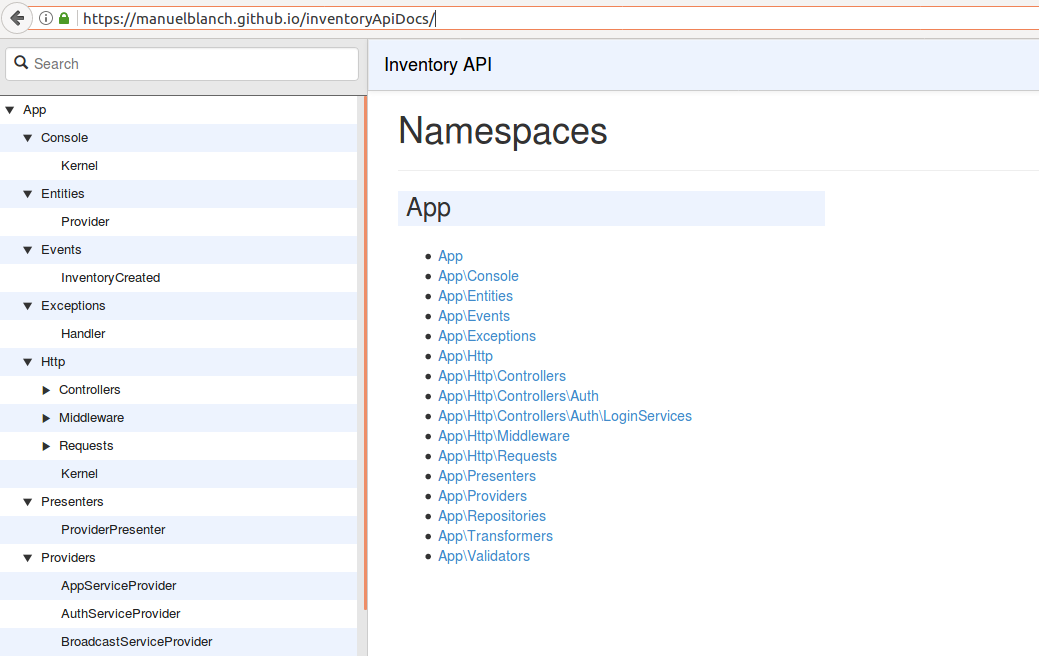 https://manuelblanch.github.io/inventoryApiDocs/
Search
App
Console
Kernel
Entities
Provider
Events
InventoryCreated
Exceptions
Handler
Http
Controllers
Middleware
Requests
Kernel
Presenters
ProviderPresenter
Providers
AppServiceProvider
AuthServiceProvider
BroadcastServiceProvider
Inventory API
Namespaces
App
App
App\Console
App\Entities
App\Events
App\Exceptions
App\Http
App\Http\Controllers
App\Http\Controllers\Auth
App\Http\Controllers\Auth\LoginServices
App\Http\Middleware
App\Http\Requests
App\Presenters
App\Providers
App\Repositories
App\Transformers
App\Validators